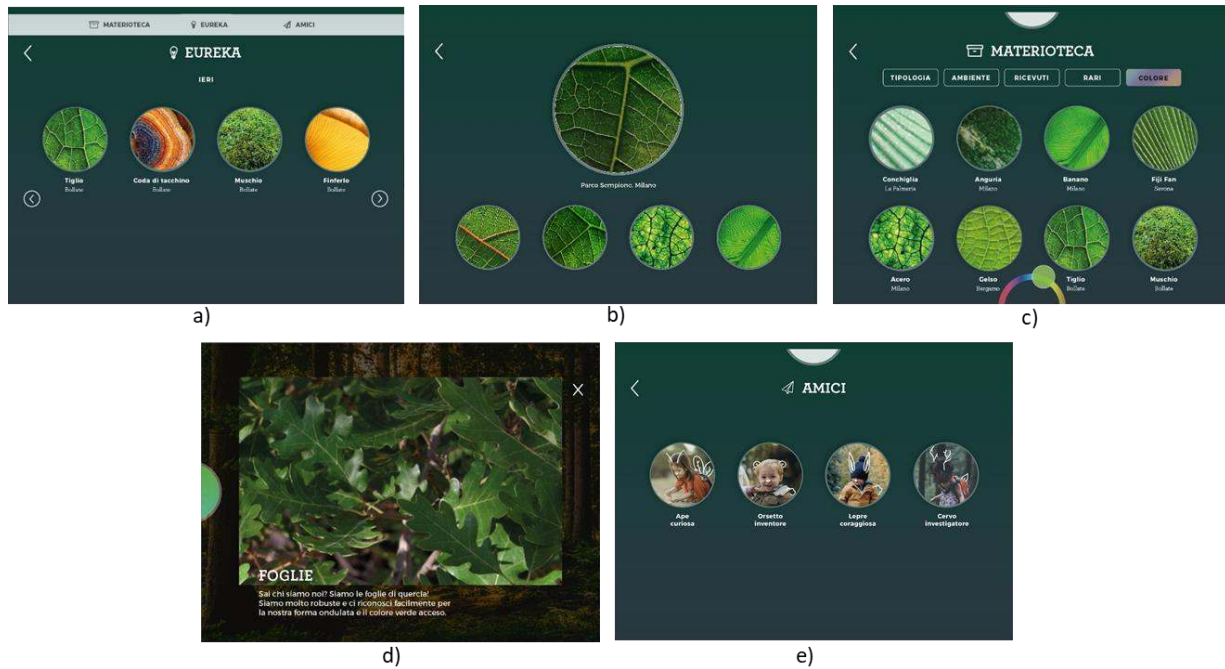 MATERIOTECA EUREKA AMICI
EUREKA
IERI
Tiglio Coda di tacchino Muschio Finferlo
Bollate Bollate Bollate Bollate
a)
Parco Sempione, Milano
b)
MATERIOTECA
TIPOLOGIA AMBIENTE RICEVUTI RARI COLORE
Conchiglia Anguria Banano Fiji Fan
La Palmaria Milano Milano Savona
Acero Gelso Tiglio Muschio
Milano Bergamo Bollate Bollate
c)
FOGLIE
Sai chi siamo noi? Siamo le foglie di quercia!
Siamo molto robuste e ci riconosci facilmente per
la nostra forma ondulata e il colore verde acceso.
d)
AMICI
Ape Orsetto Lepre Cervo
curiosa inventore coraggiosa investigatore
e)